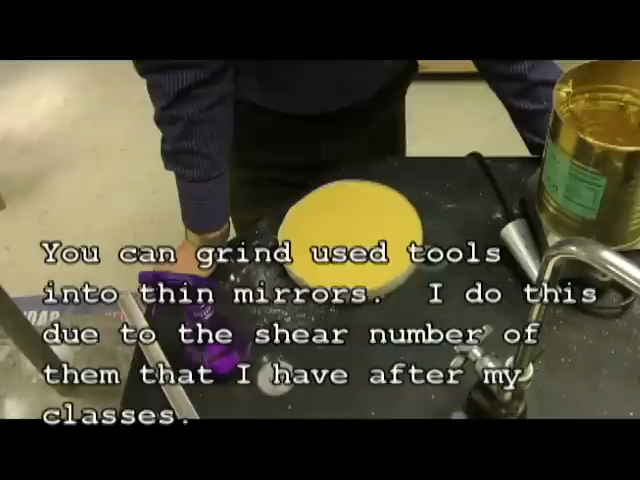 You can grind used tools
into thin mirrors.  I do this
due to the shear number of
them that I have after my
classes.